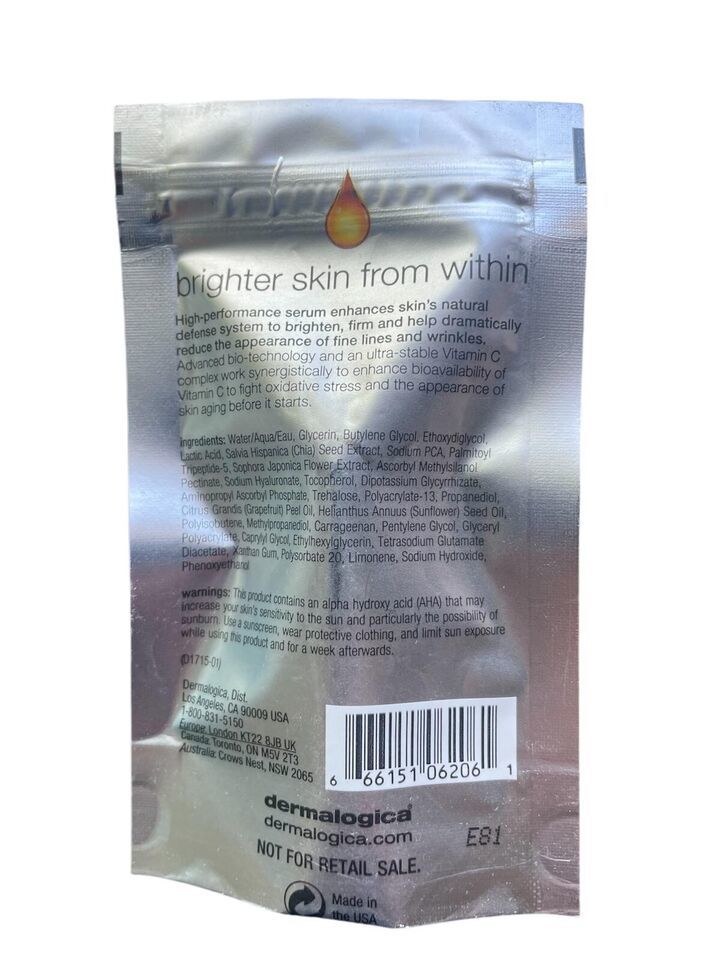 brighter skin from within
High-performance serum enhances skin's natural
defense system to brighten, firm and help dramatically
reduce the appearance of fine lines and wrinkles.
Advanced bio-technology and an ultra-stable Vitamin C
complex work synergistically to enhance bioavailability of
Vitamin C to fight oxidative stress and the appearance of
skin aging before it starts.
ingredients: Water/Aqua/Eau, Glycerin, Butylene Glycol, Ethoxydiglycol,
Lactic Acid, Salvia Hispanica (Chia) Seed Extract, Sodium PCA, Palmitoyl
Tripeptide-5, Sophora Japonica Flower Extract, Ascorbyl Methylsilanol
Pectinate, Sodium Hyaluronate, Tocopherol, Dipotassium Glycyrrhizate,
Aminopropyl Ascorbyl Phosphate, Trehalose, Polyacrylate-13, Propanediol,
Citrus Grandis (Grapefruit) Peel Oil, Helianthus Annuus (Sunflower) Seed Oil,
Polyisobutene, Methylpropanediol, Carrageenan, Pentylene Glycol, Glyceryl
Polyacrylate, Caprylyl Glycol, Ethylhexylglycerin, Tetrasodium Glutamate
Diacetate, Xanthan Gum, Polysorbate 20, Limonene, Sodium Hydroxide,
Phenoxyethanol
warnings: This product contains an alpha hydroxy acid (AHA) that may
increase your skin's sensitivity to the sun and particularly the possibility of
sunburn. Use a sunscreen, wear protective clothing, and limit sun exposure
while using this product and for a week afterwards.
(D1715-01)
Dermalogica, Dist.
Los Angeles, CA 90009 USA
1-800-831-5150
Europe: London KT22 8JB UK
Canada: Toronto, ON M5V 2T3
Australia: Crows Nest, NSW 2065
6 66151 06206 1
dermalogica
dermalogica.com
E81
NOT FOR RETAIL SALE.
Made in
the USA